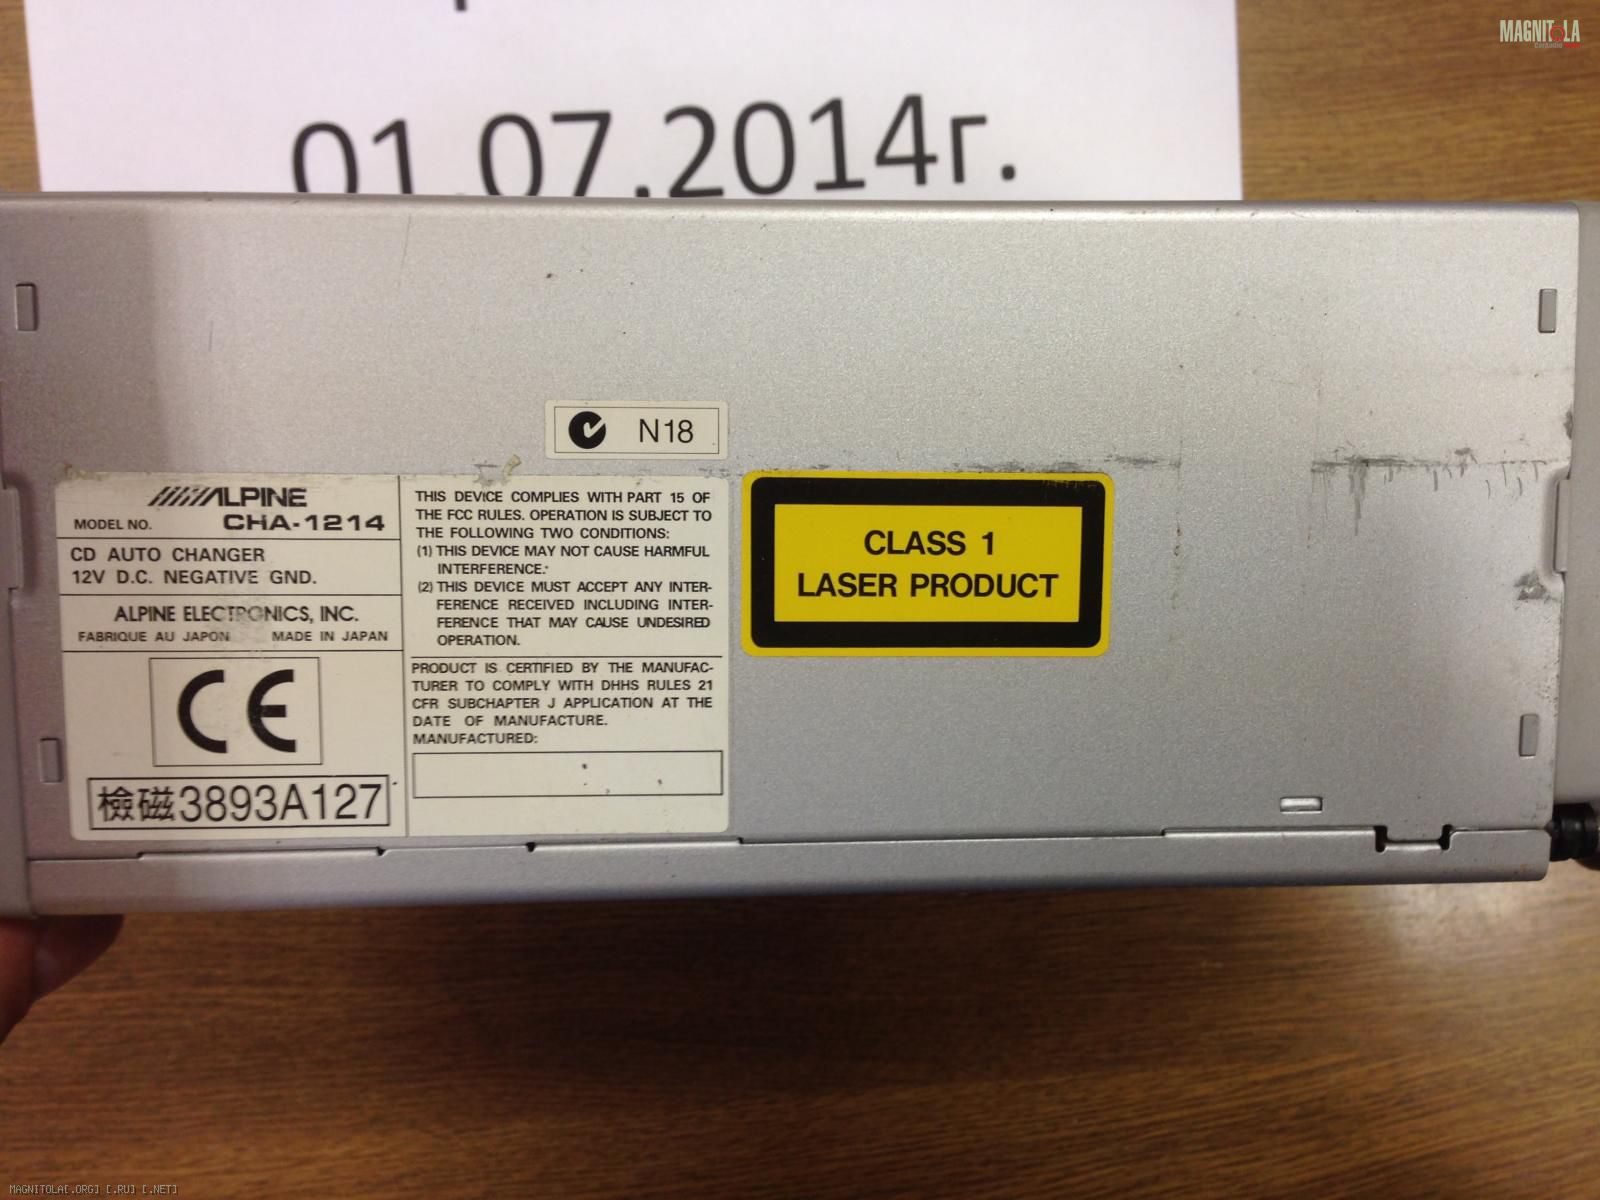 MAGNITOLA
01.07.2014г.
N18
ALPINE
MODEL NO. CHA-1214
CD AUTO CHANGER
12V D.C. NEGATIVE GND.
ALPINE ELECTRONICS, INC.
FABRIQUE AU JAPON MADE IN JAPAN
CE
檢磁3893A127
THIS DEVICE COMPLIES WITH PART 15 OF
THE FCC RULES. OPERATION IS SUBJECT TO
THE FOLLOWING TWO CONDITIONS:
(1) THIS DEVICE MAY NOT CAUSE HARMFUL
INTERFERENCE.
(2) THIS DEVICE MUST ACCEPT ANY INTER-
FERENCE RECEIVED INCLUDING INTER-
FERENCE THAT MAY CAUSE UNDESIRED
OPERATION.
PRODUCT IS CERTIFIED BY THE MANUFAC-
TURER TO COMPLY WITH DHHS RULES 21
CFR SUBCHAPTER J APPLICATION AT THE
DATE OF MANUFACTURE.
MANUFACTURED:
CLASS 1
LASER PRODUCT
MAGNITOLA[.ORG] [.RU] [.NET]